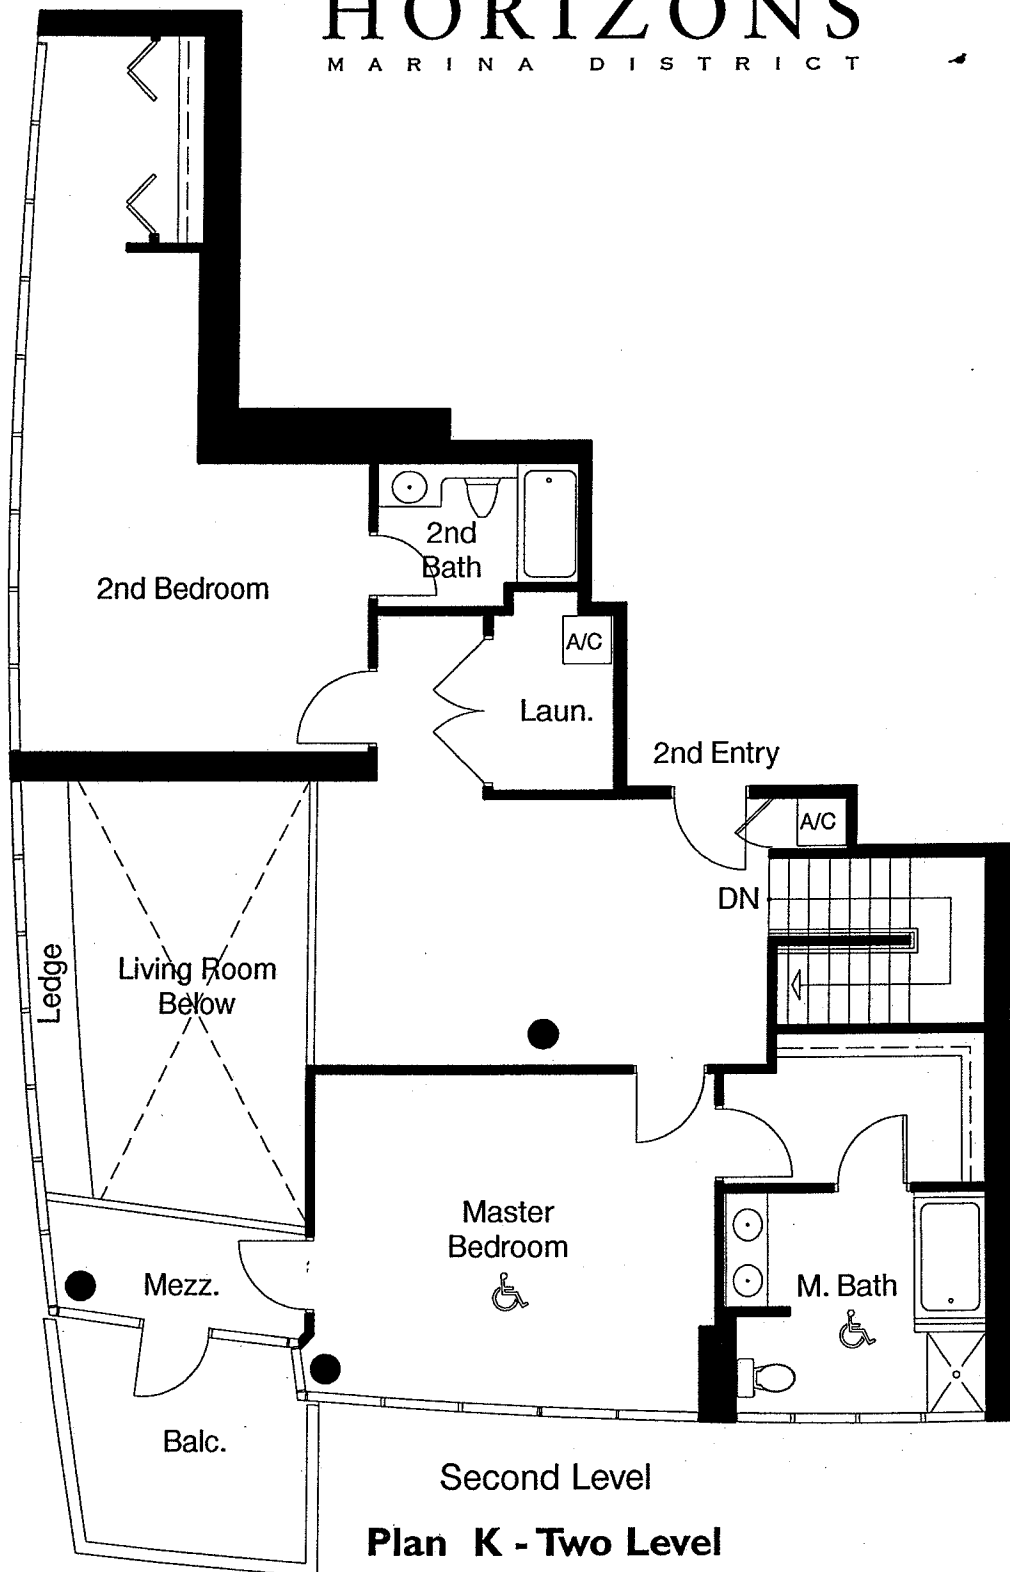 HORIZONS
MARINA DISTRICT
2nd
Bath
2nd Bedroom
A/C
Laun.
2nd Entry
A/C
DN
Ledge
Living Room
Below
Master
Bedroom
Mezz.
M. Bath
Balc.
Second Level
Plan K - Two Level